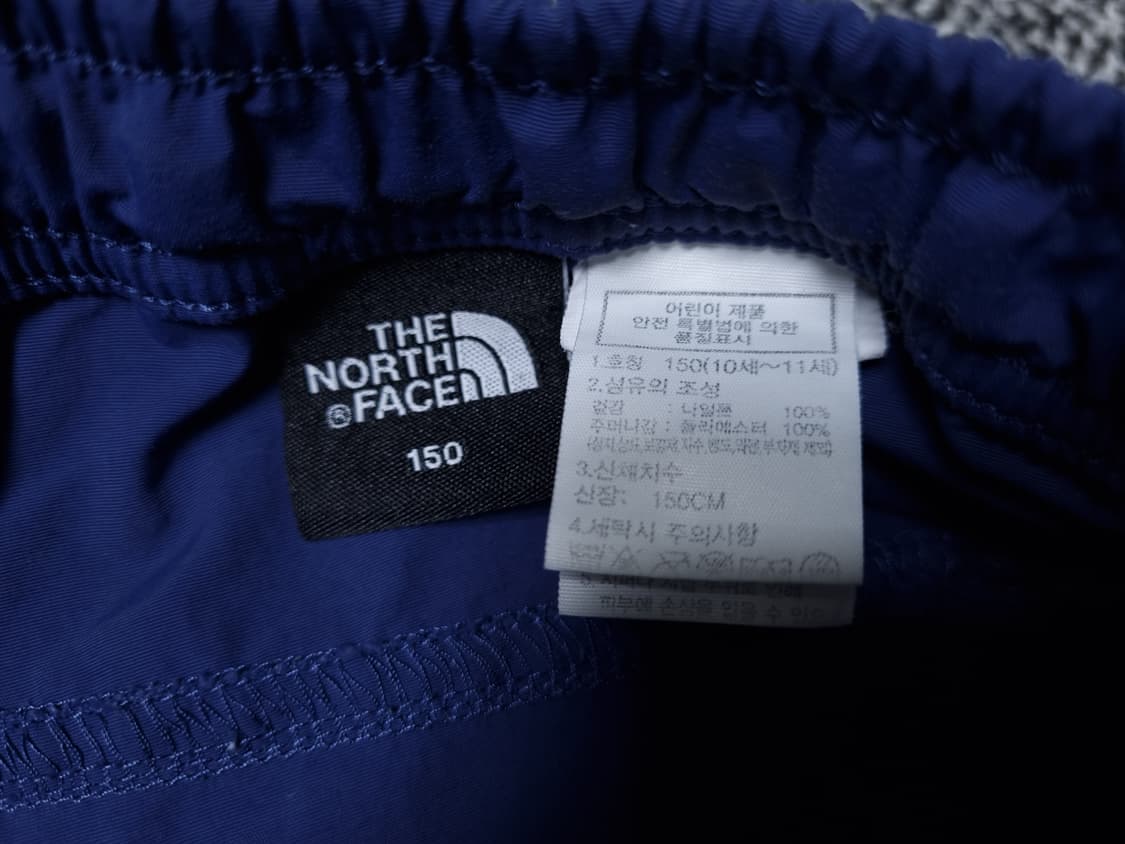 THE
NORTH
®FACE
150
어린이 제품
안전 특별법에 의한
품질표시
1.호칭 150(10세~11세)
2.섬유의 조성
겉감 : 나일론 100%
주머니감 : 폴리에스터 100%
3.신체치수
신장: 150CM
4.세탁시 주의사항
피부에 손상을 입을 수 있으